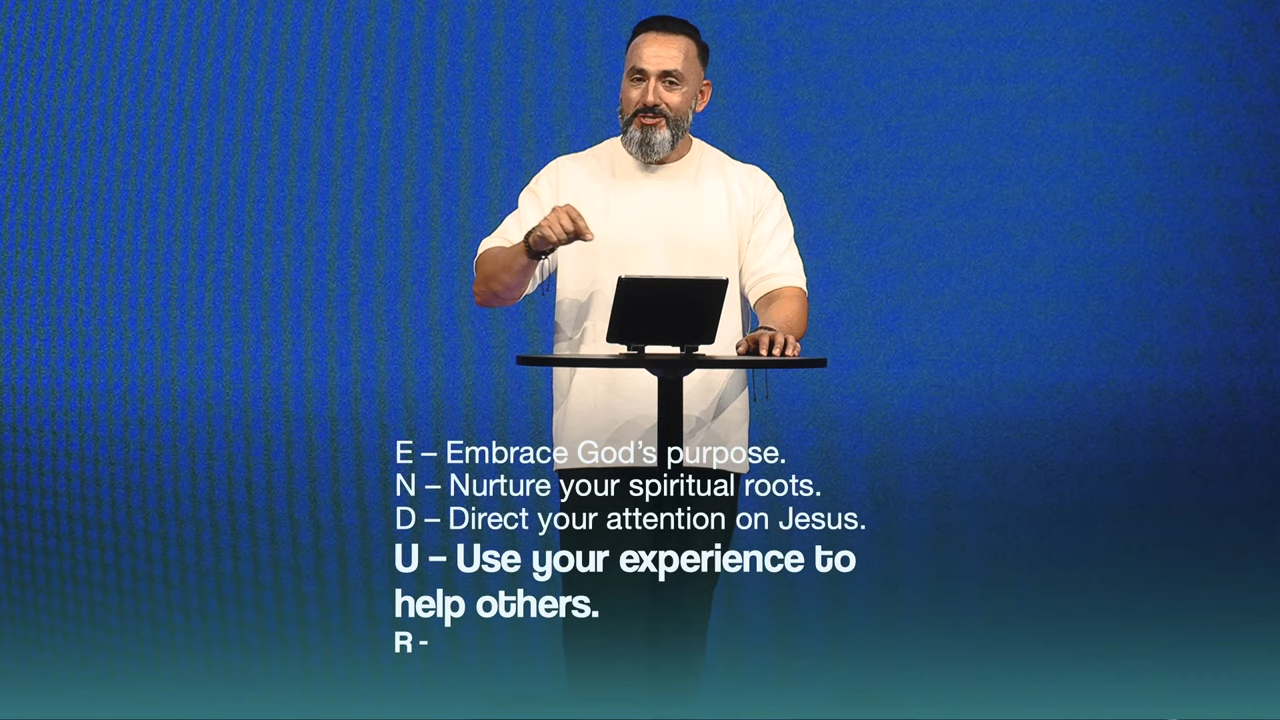 E – Embrace God’s purpose.
N – Nurture your spiritual roots.
D – Direct your attention on Jesus.
U – Use your experience to
help others.
R -